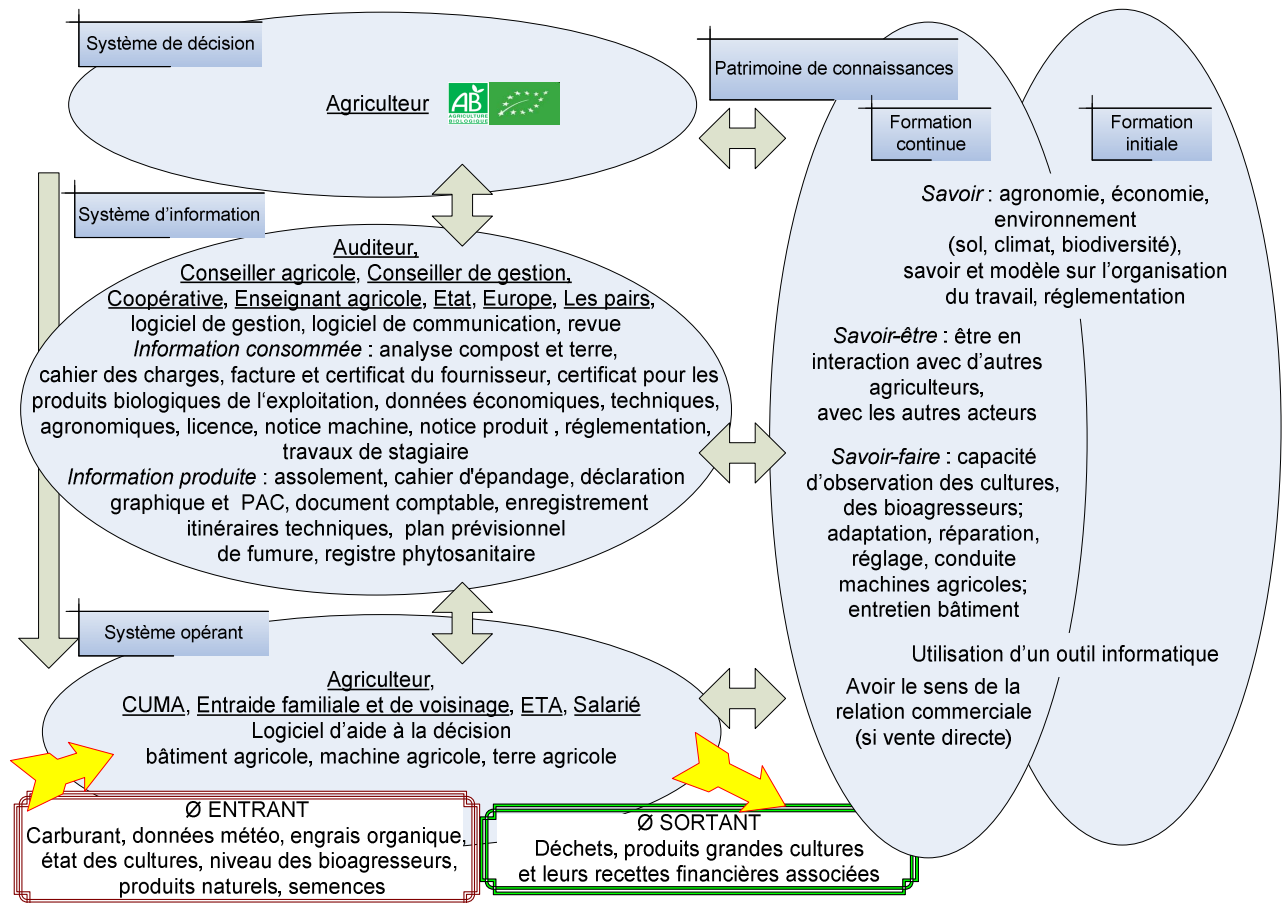 Système de décision
Agriculteur
AB
AGRICULTURE
BIOLOGIQUE
Patrimoine de connaissances
Formation
continue
Formation
initiale
Système d'information
Auditeur,
Conseiller agricole, Conseiller de gestion,
Coopérative, Enseignant agricole, Etat, Europe, Les pairs,
logiciel de gestion, logiciel de communication, revue
Information consommée : analyse compost et terre,
cahier des charges, facture et certificat du fournisseur, certificat pour les
produits biologiques de l'exploitation, données économiques, techniques,
agronomiques, licence, notice machine, notice produit , réglementation,
travaux de stagiaire
Information produite : assolement, cahier d'épandage, déclaration
graphique et PAC, document comptable, enregistrement
itinéraires techniques, plan prévisionnel
de fumure, registre phytosanitaire
Savoir : agronomie, économie,
environnement
(sol, climat, biodiversité),
savoir et modèle sur l'organisation
du travail, réglementation
Savoir-être : être en
interaction avec d'autres
agriculteurs,
avec les autres acteurs
Savoir-faire : capacité
d'observation des cultures,
des bioagresseurs;
adaptation, réparation,
réglage, conduite
machines agricoles;
entretien bâtiment
Utilisation d'un outil informatique
Avoir le sens de la
relation commerciale
(si vente directe)
Système opérant
Agriculteur,
CUMA, Entraide familiale et de voisinage, ETA, Salarié
Logiciel d'aide à la décision
bâtiment agricole, machine agricole, terre agricole
Ø ENTRANT
Carburant, données météo, engrais organique,
état des cultures, niveau des bioagresseurs,
produits naturels, semences
Ø SORTANT
Déchets, produits grandes cultures
et leurs recettes financières associées